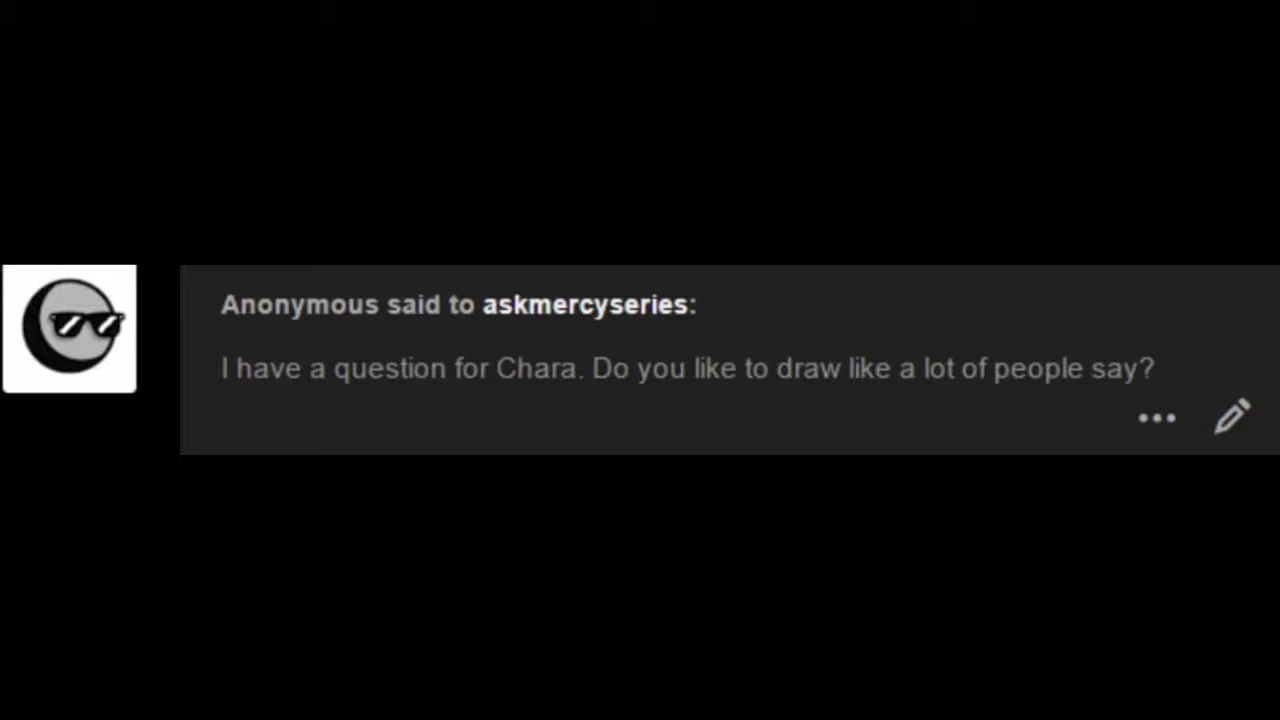 Anonymous said to askmercyseries:
I have a question for Chara. Do you like to draw like a lot of people say?